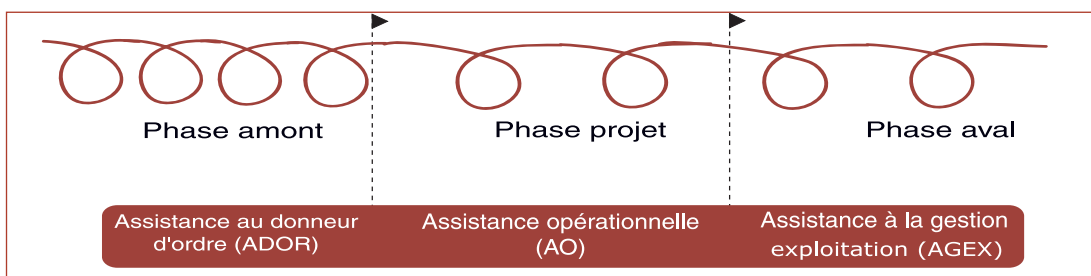 Phase amont
Phase projet
Phase aval
Assistance au donneur
d'ordre (ADOR)
Assistance opérationnelle
(AO)
Assistance à la gestion
exploitation (AGEX)